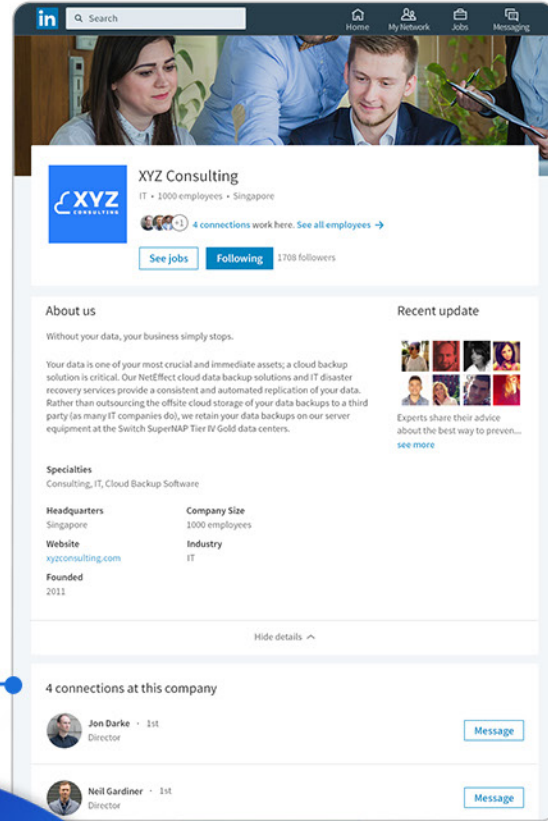 in
Search
Home
My Network
Jobs
Messaging
XYZ Consulting
XYZ
CONSULTING
IT • 1000 employees • Singapore
+1 4 connections work here. See all employees →
See jobs
Following
1708 followers
About us
Without your data, your business simply stops.
Your data is one of your most crucial and immediate assets; a cloud backup
solution is critical. Our NetEffect cloud data backup solutions and IT disaster
recovery services provide a consistent and automated replication of your data.
Rather than outsourcing the offsite cloud storage of your data backups to a third
party (as many IT companies do), we retain your data backups on our server
equipment at the Switch SuperNAP Tier IV Gold data centers.
Specialties
Consulting, IT, Cloud Backup Software
Headquarters
Singapore
Company Size
1000 employees
Website
xyzconsulting.com
Industry
IT
Founded
2011
Hide details
Recent update
Experts share their advice
about the best way to preven...
see more
4 connections at this company
Jon Darke · 1st
Director
Message
Neil Gardiner · 1st
Director
Message